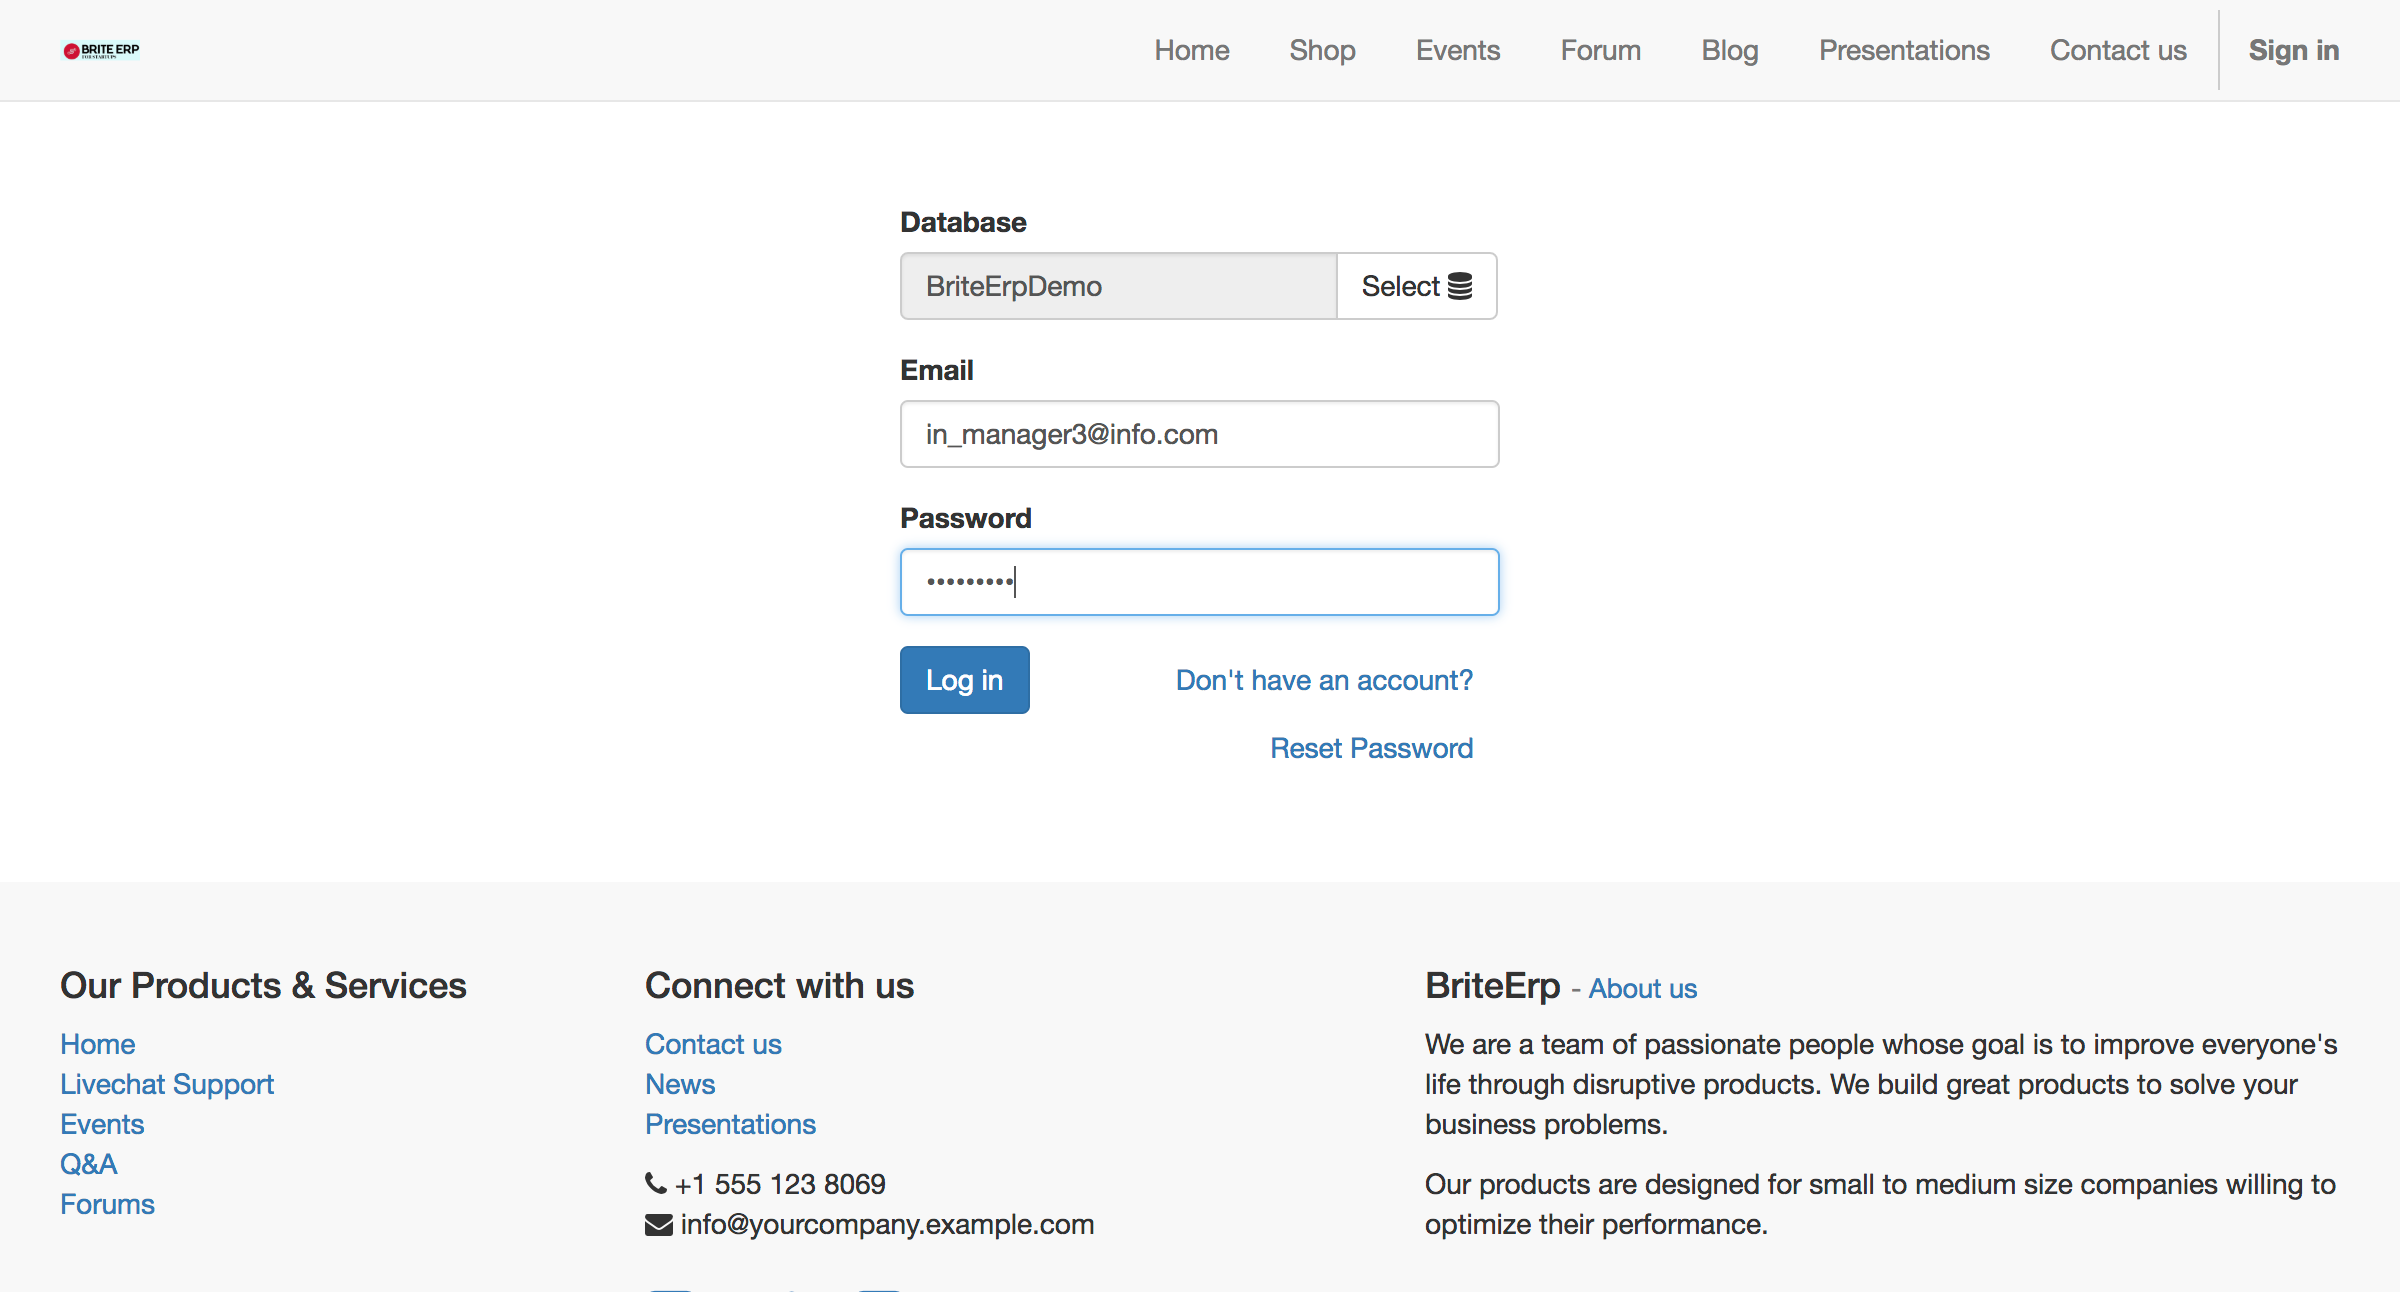 BRITE ERP
Home Shop Events Forum Blog Presentations Contact us Sign in
Database
BriteErpDemo Select
Email
in_manager3@info.com
Password
•••••••••
Log in Don't have an account?
Reset Password
Our Products & Services
Home
Livechat Support
Events
Q&A
Forums
Connect with us
Contact us
News
Presentations
+1 555 123 8069
info@yourcompany.example.com
BriteErp - About us
We are a team of passionate people whose goal is to improve everyone's
life through disruptive products. We build great products to solve your
business problems.
Our products are designed for small to medium size companies willing to
optimize their performance.